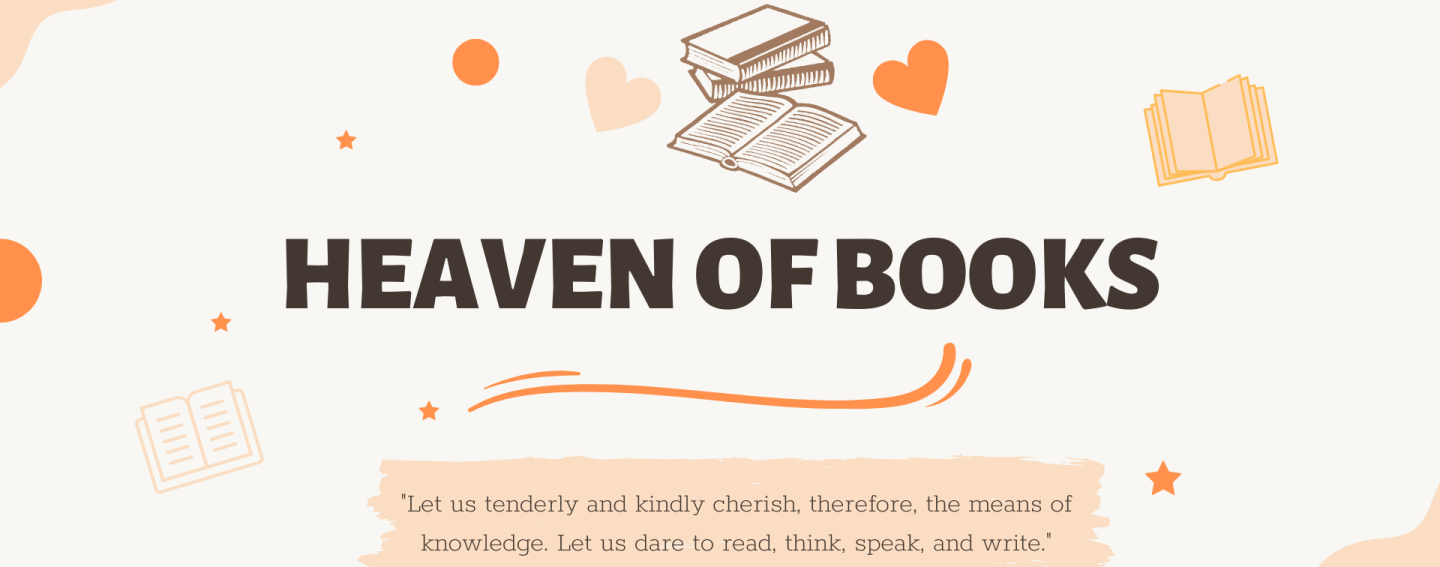 HEAVEN OF BOOKS
"Let us tenderly and kindly cherish, therefore, the means of
knowledge. Let us dare to read, think, speak, and write."